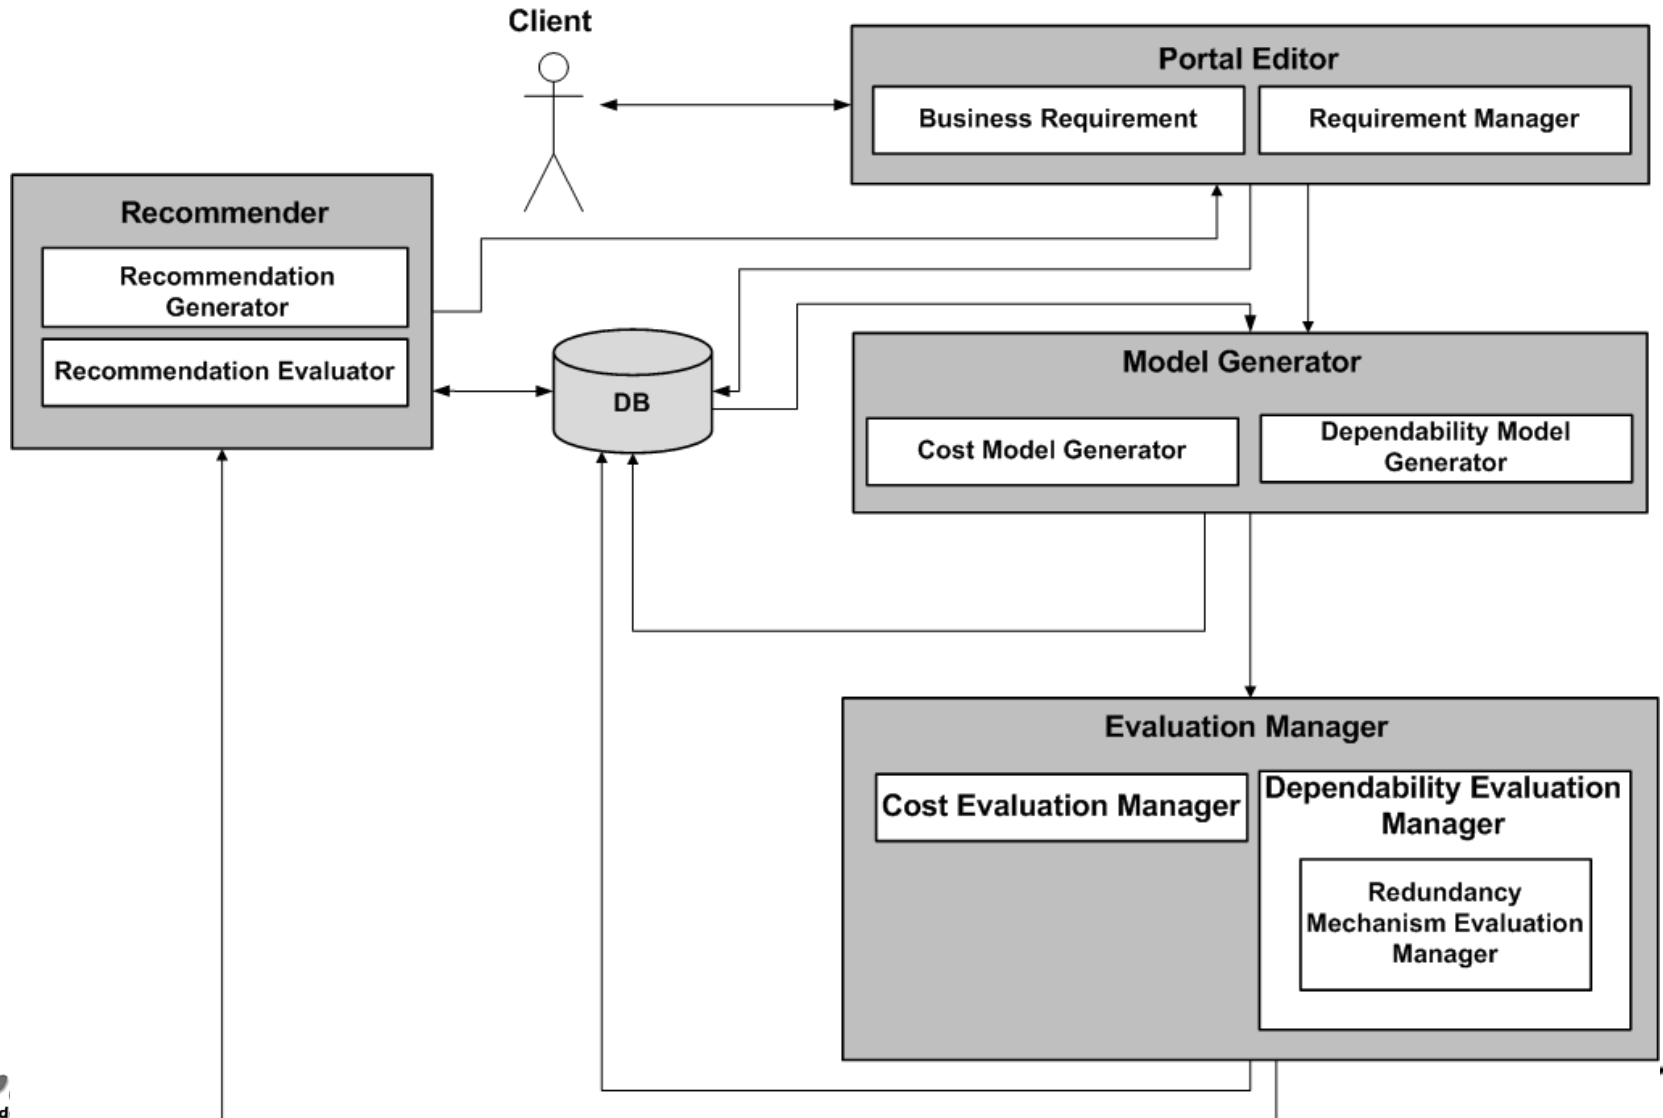 Client
Portal Editor
Business Requirement
Requirement Manager
Recommender
Recommendation
Generator
Recommendation Evaluator
DB
Model Generator
Cost Model Generator
Dependability Model
Generator
Evaluation Manager
Cost Evaluation Manager
Dependability Evaluation
Manager
Redundancy
Mechanism Evaluation
Manager